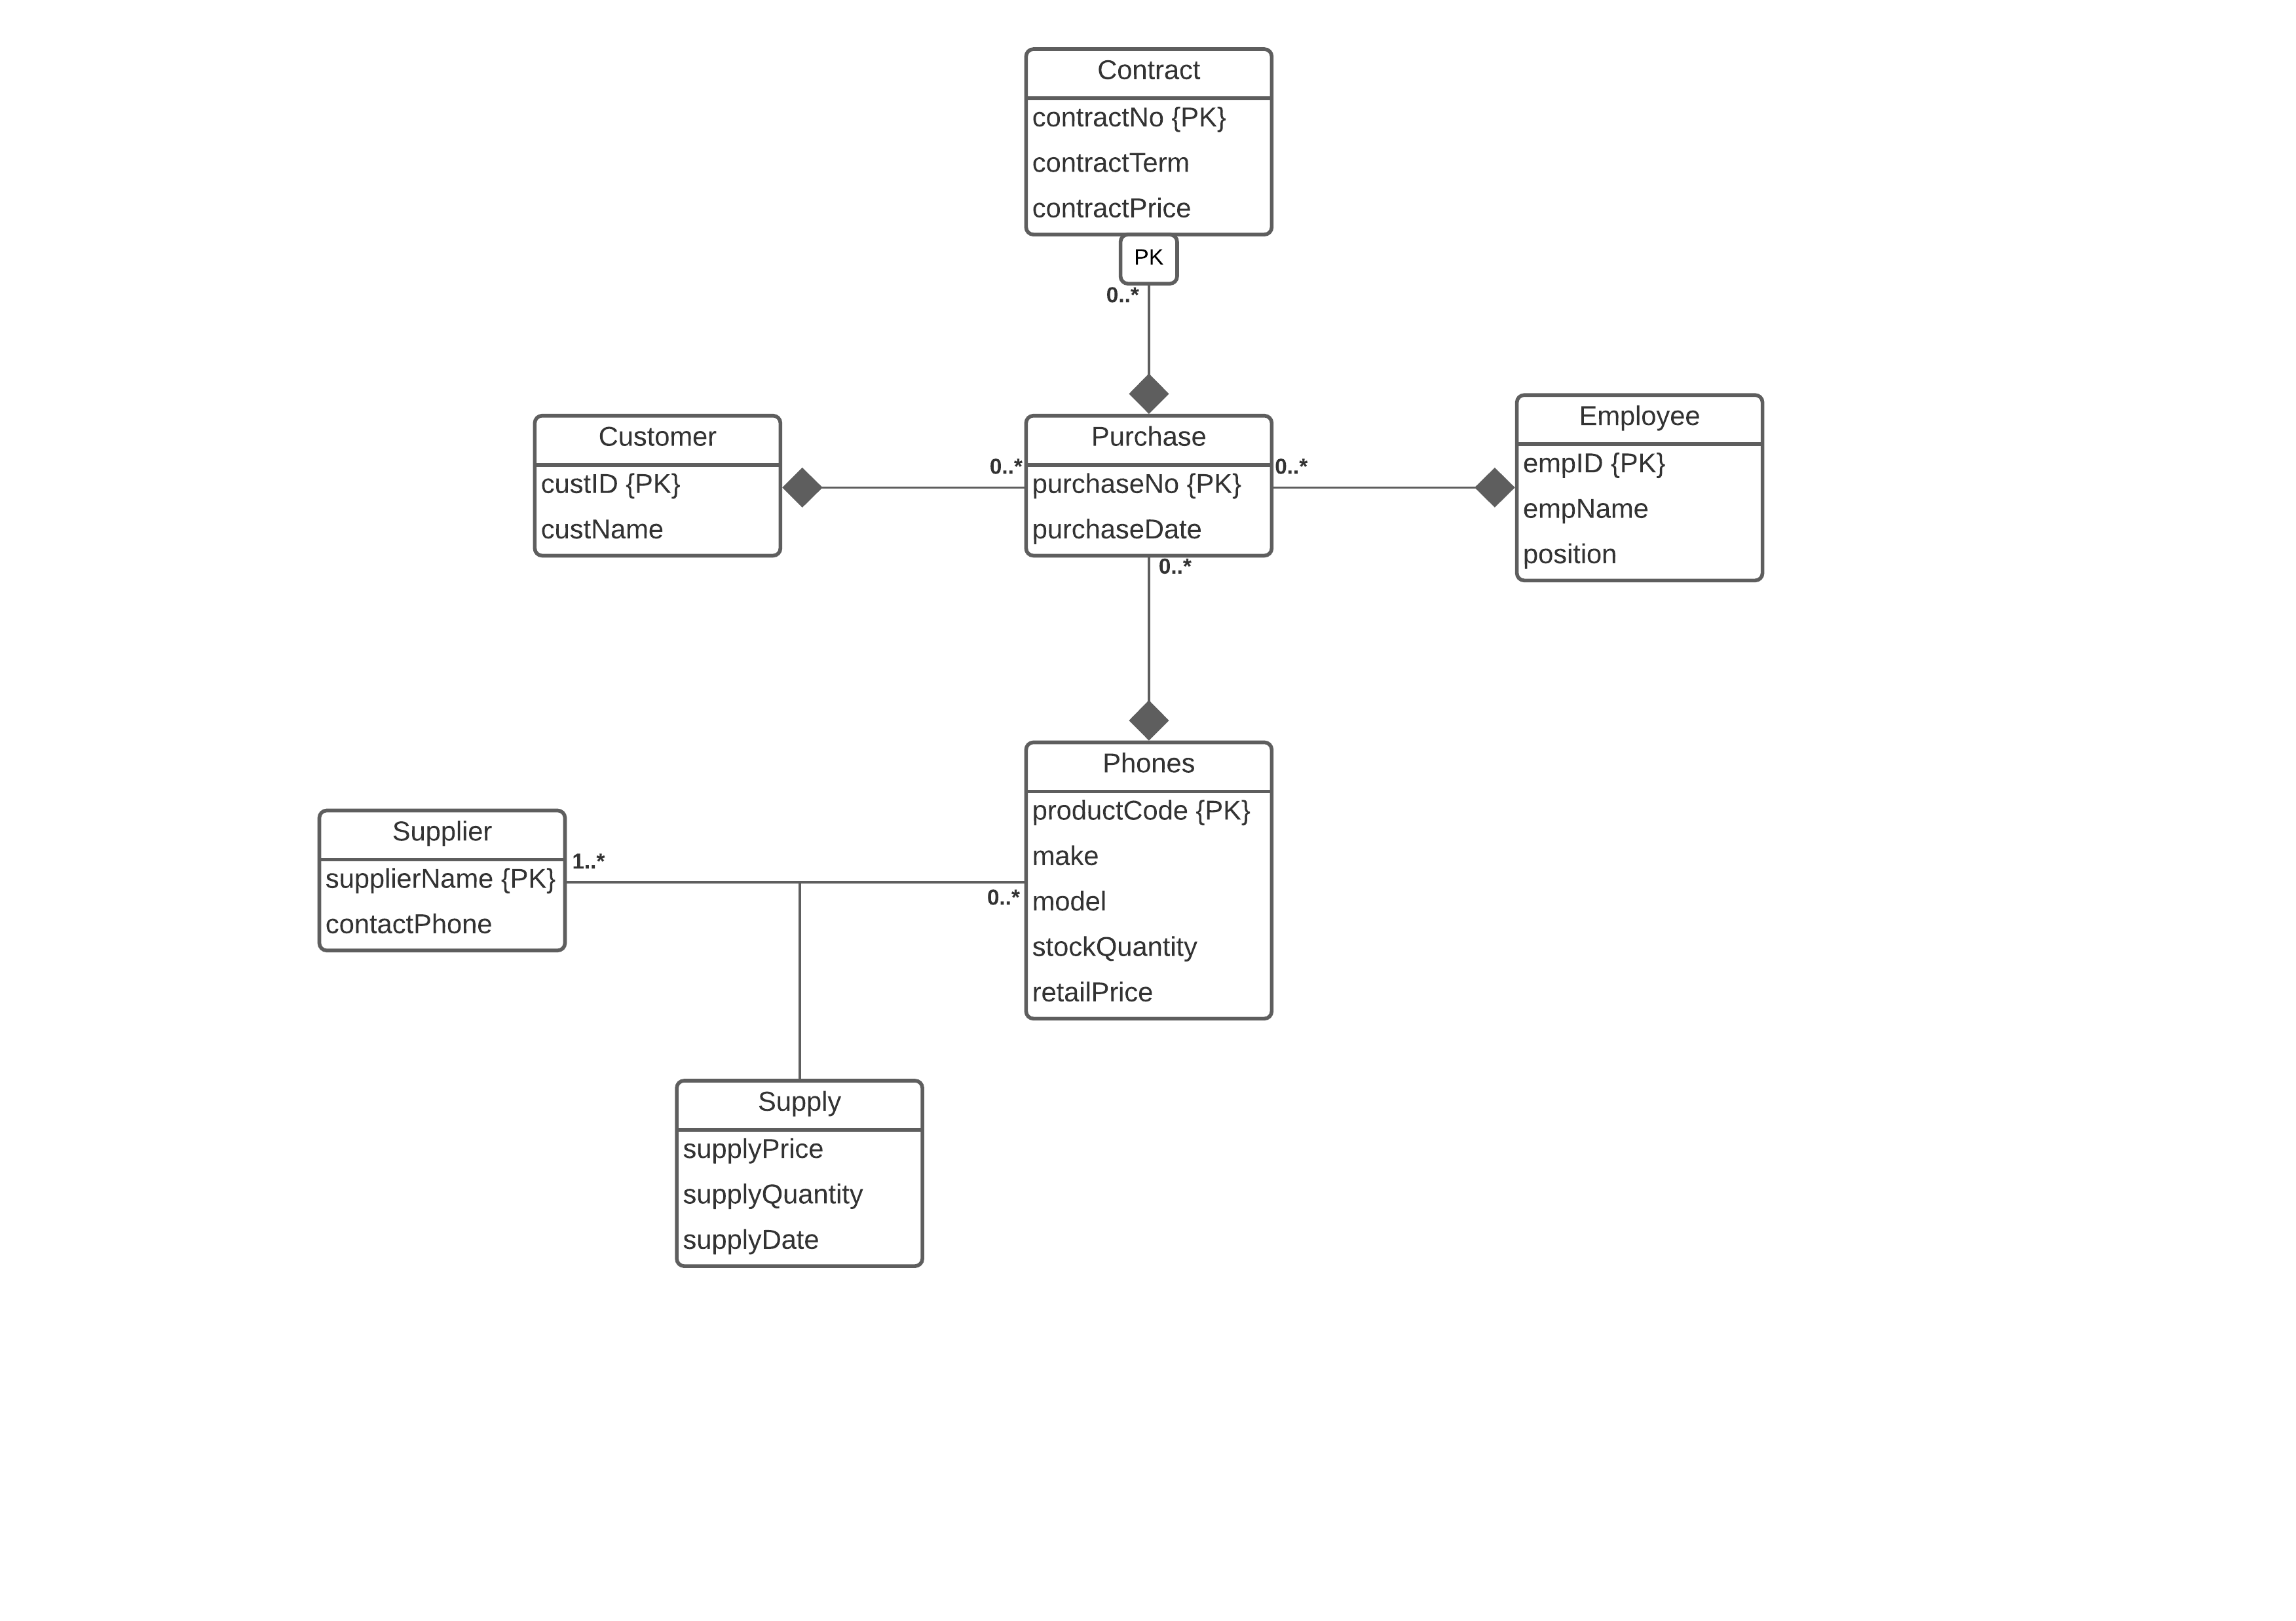 Contract
contractNo {PK}
contractTerm
contractPrice
PK
0..*
Customer
custID {PK}
custName
0..*
Purchase
purchaseNo {PK}
purchaseDate
0..*
0..*
Employee
empID {PK}
empName
position
Phones
productCode {PK}
make
model
stockQuantity
retailPrice
Supplier
supplierName {PK}
contactPhone
1..*
0..*
Supply
supplyPrice
supplyQuantity
supplyDate